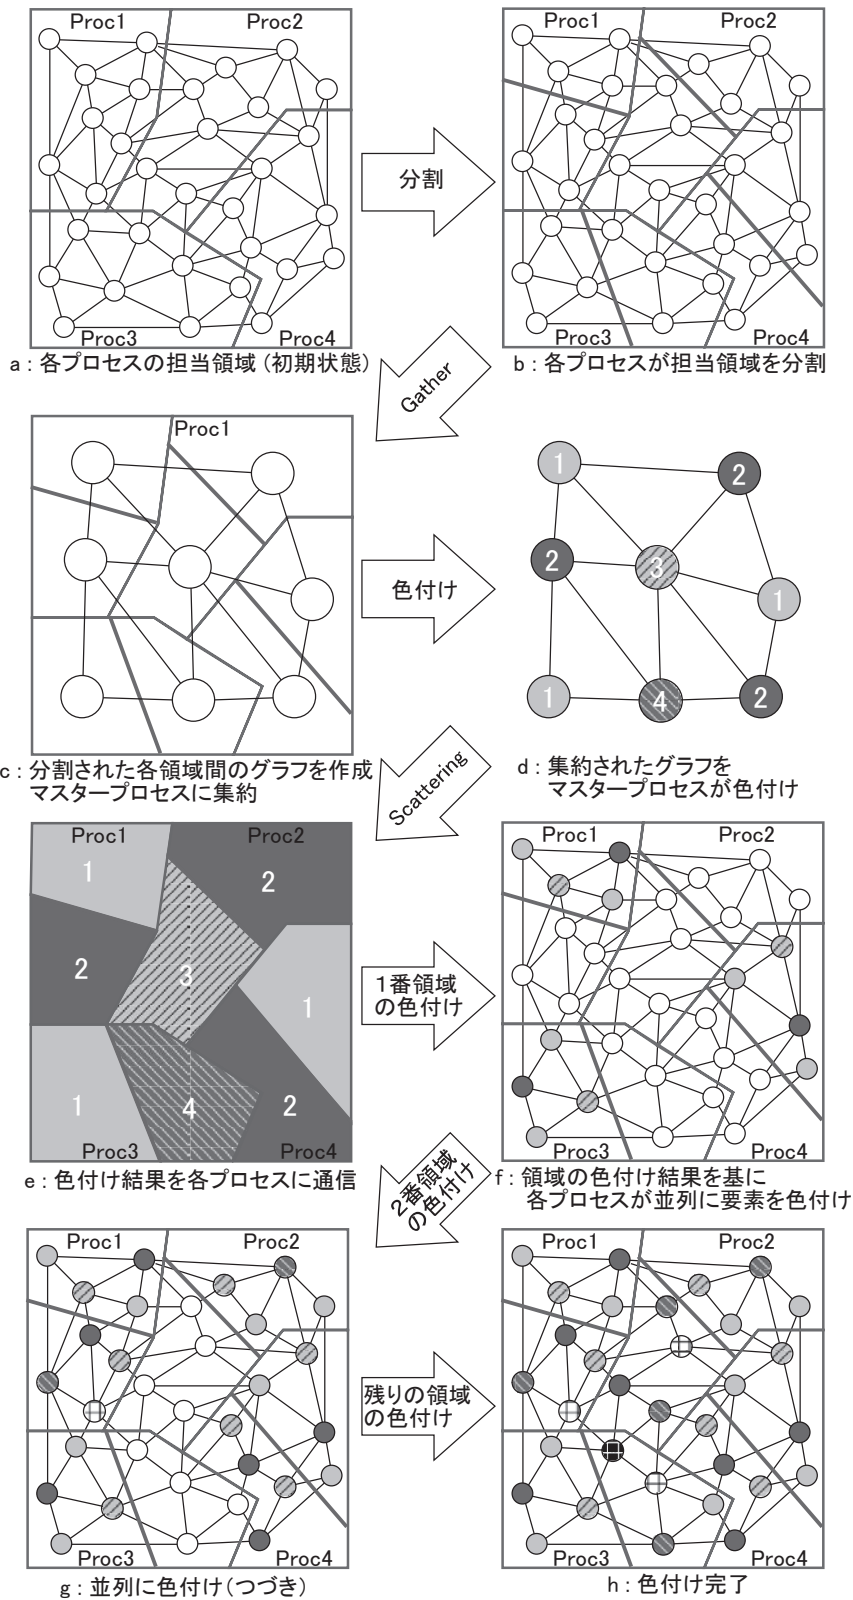 Proc1
Proc2
Proc3
Proc4
a : 各プロセスの担当領域 (初期状態)
分割
Proc1
Proc2
Proc3
Proc4
b : 各プロセスが担当領域を分割
Gather
Proc1
c : 分割された各領域間のグラフを作成
マスタープロセスに集約
色付け
1
2
2
3
1
1
4
2
d : 集約されたグラフを
マスタープロセスが色付け
Scattering
Proc1
Proc2
1
2
2
3
1
1
4
2
Proc3
Proc4
e : 色付け結果を各プロセスに通信
1番領域
の色付け
Proc1
Proc2
Proc3
Proc4
f : 領域の色付け結果を基に
各プロセスが並列に要素を色付け
2番領域
の色付け
Proc1
Proc2
Proc3
Proc4
g : 並列に色付け(つづき)
残りの領域
の色付け
Proc1
Proc2
Proc3
Proc4
h : 色付け完了